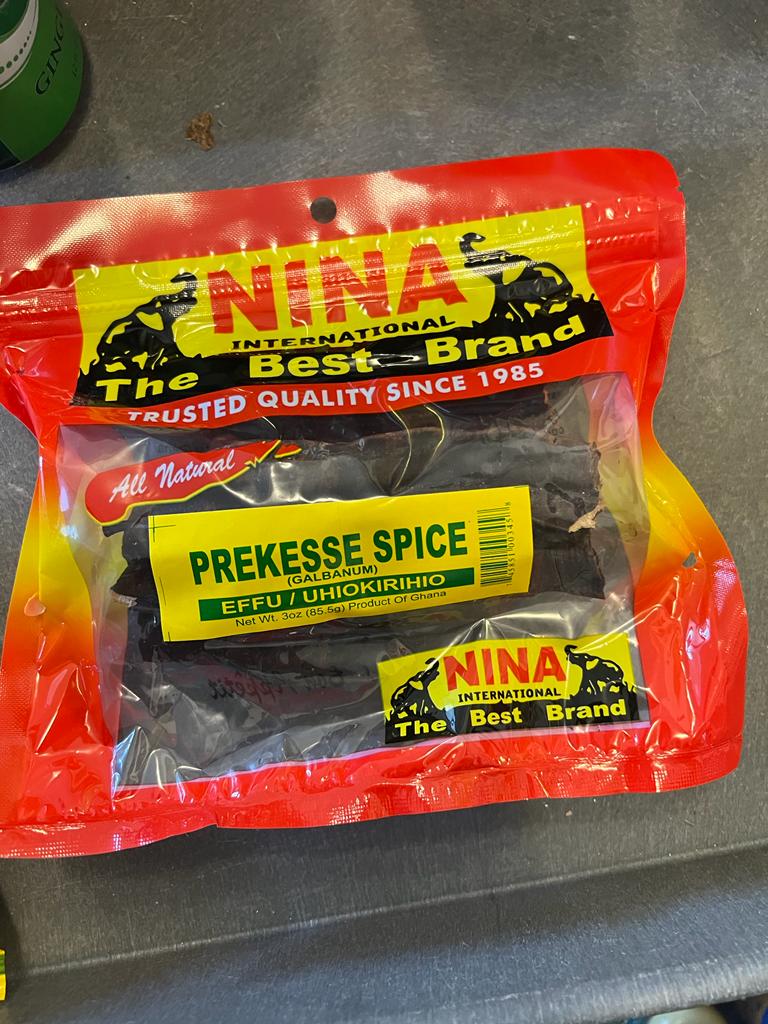 GING
NINA
INTERNATIONAL
The Best Brand
TRUSTED QUALITY SINCE 1985
All Natural
PREKESSE SPICE
(GALBANUM)
EFFU / UHIOKIRIHIO
Net Wt. 3oz (85.5g) Product Of Ghana
NINA
INTERNATIONAL
The Best Brand